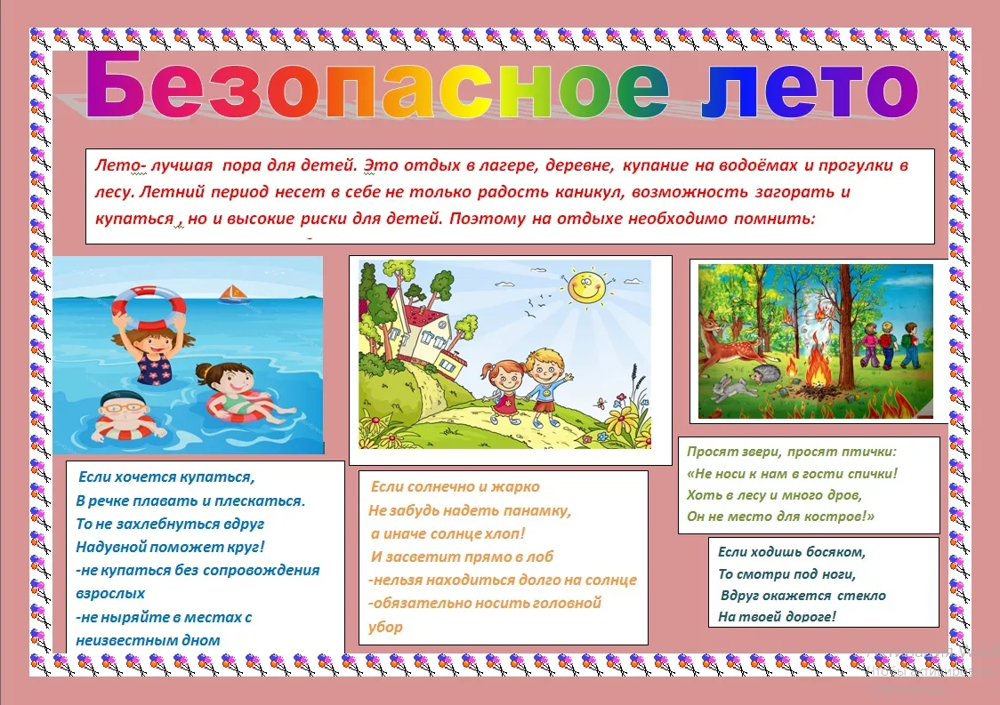 Безопасное лето
Лето- лучшая пора для детей. Это отдых в лагере, деревне, купание на водоёмах и прогулки в
лесу. Летний период несет в себе не только радость каникул, возможность загорать и
купаться , но и высокие риски для детей. Поэтому на отдыхе необходимо помнить:
Если хочется купаться,
В речке плавать и плескаться.
То не захлебнуться вдруг
Надувной поможет круг!
-не купаться без сопровождения
взрослых
-не ныряйте в местах с
неизвестным дном
Если солнечно и жарко
Не забудь надеть панамку,
а иначе солнце хлоп!
И засветит прямо в лоб
-нельзя находиться долго на солнце
-обязательно носить головной
убор
Просят звери, просят птички:
«Не носи к нам в гости спички!
Хоть в лесу и много дров,
Он не место для костров!»
Если ходишь босяком,
То смотри под ноги,
Вдруг окажется стекло
На твоей дороге!